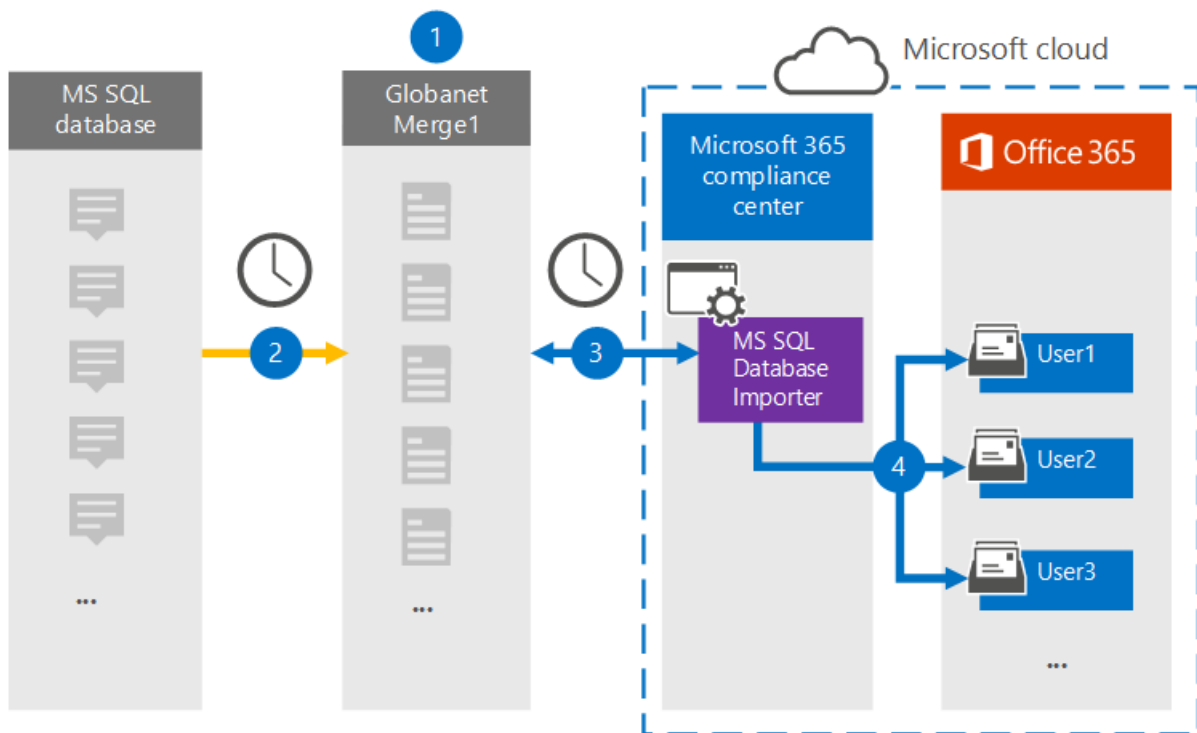 1
Microsoft cloud
MS SQL
database
Globanet
Merge1
Microsoft 365
compliance
center
Office 365
2
3
MS SQL
Database
Importer
4
User1
User2
User3
...
...
...